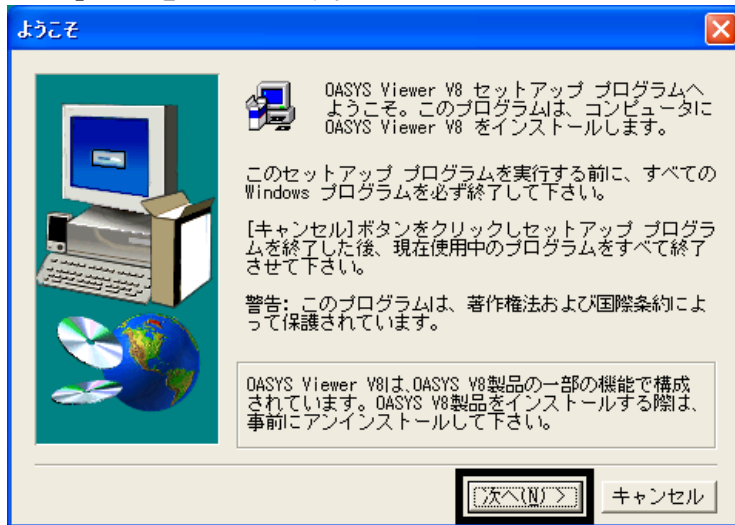 ようこそ
OASYS Viewer V8 セットアップ プログラムへ
ようこそ。このプログラムは、コンピュータに
OASYS Viewer V8 をインストールします。
このセットアップ プログラムを実行する前に、すべての
Windows プログラムを必ず終了して下さい。
[キャンセル]ボタンをクリックしセットアップ プログラ
ムを終了した後、現在使用中のプログラムをすべて終了
させて下さい。
警告: このプログラムは、著作権法および国際条約によ
って保護されています。
OASYS Viewer V8は、OASYS V8製品の一部の機能で構成
されています。OASYS V8製品をインストールする際は、
事前にアンインストールして下さい。
次へ(N) >
キャンセル